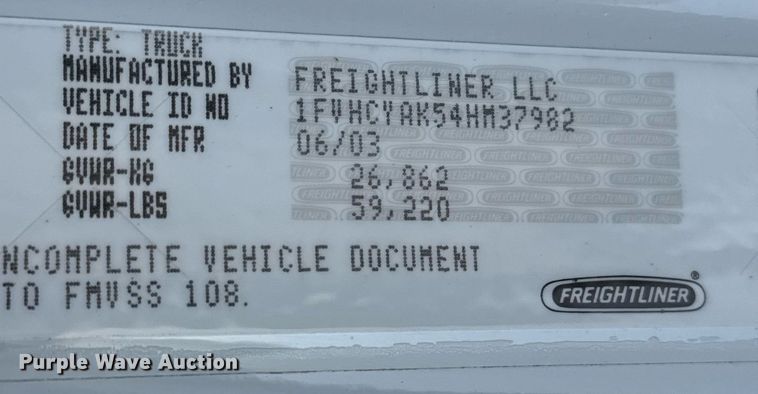 TYPE: TRUCK
MANUFACTURED BY FREIGHTLINER LLC
VEHICLE ID NO 1FVHCYAK54HM37982
DATE OF MFR 06/03
GVWR-KG 26,862
GVWR-LBS 59,220
NCOMPLETE VEHICLE DOCUMENT
TO FMVSS 108.
FREIGHTLINER®
Purple Wave Auction